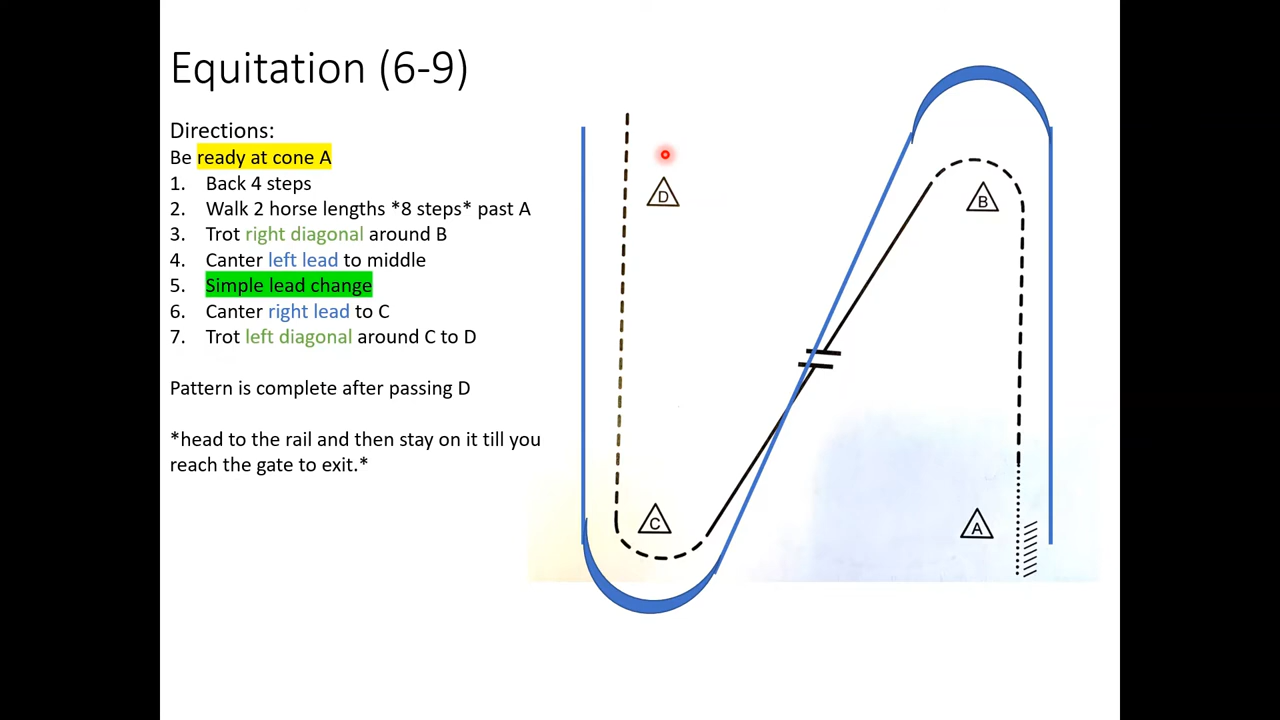 Equitation (6-9)
Directions:
Be ready at cone A
1. Back 4 steps
2. Walk 2 horse lengths *8 steps* past A
3. Trot right diagonal around B
4. Canter left lead to middle
5. Simple lead change
6. Canter right lead to C
7. Trot left diagonal around C to D
Pattern is complete after passing D
*head to the rail and then stay on it till you
reach the gate to exit.*
D
B
C
A